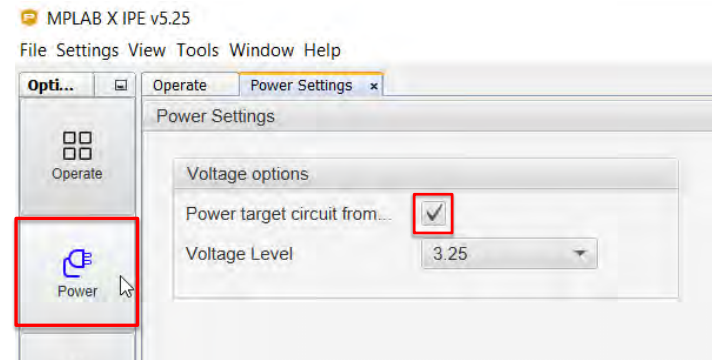 MPLAB X IPE v5.25
File Settings View Tools Window Help
Opti...
Operate
Power Settings ×
Power Settings
Operate
Voltage options
Power target circuit from...
Voltage Level
3.25
Power